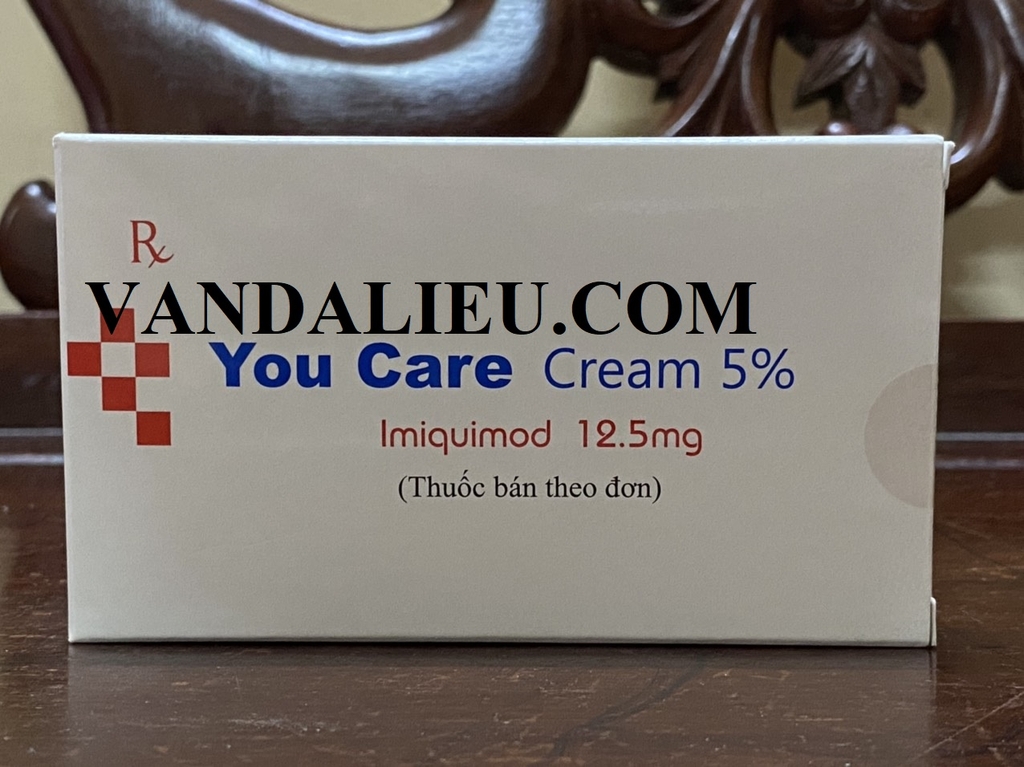 Rx
VANDALIEU.COM
You Care Cream 5%
Imiquimod 12.5mg
(Thuốc bán theo đơn)